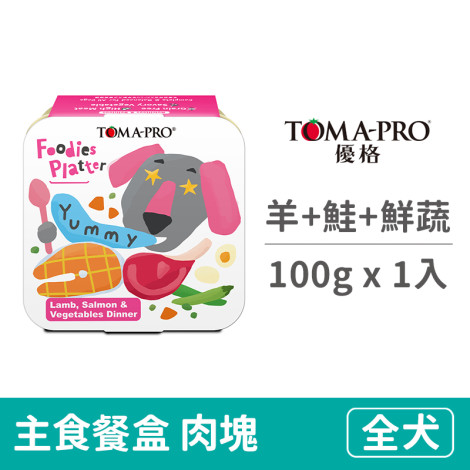 TOMA-PRO®
Foodies
Platter
Yummy
Lamb, Salmon &
Vegetables Dinner
TOMA-PRO®
優格
羊+鮭+鮮蔬
100g x 1入
主食餐盒 肉塊
全犬